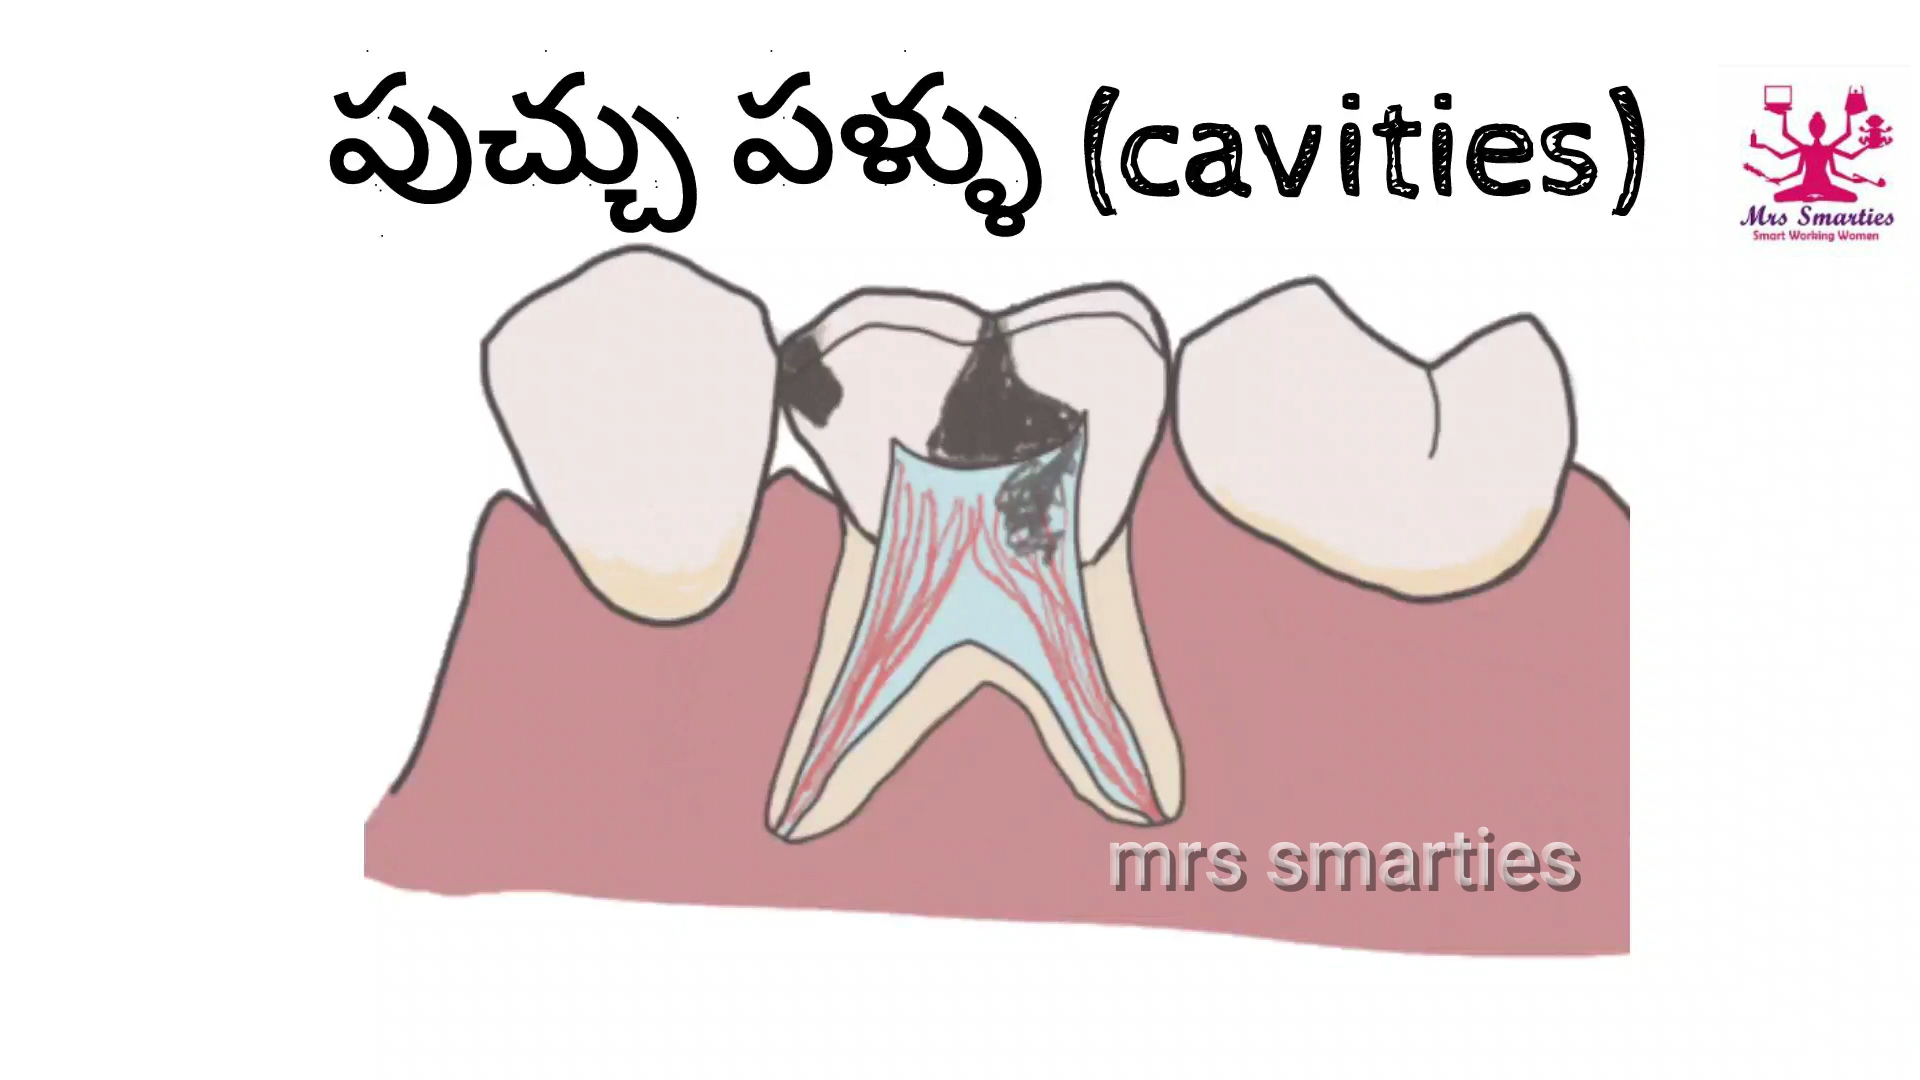 పుచ్చు పళ్ళు (cavities)
Mrs Smarties
Smart Working Women
mrs smarties